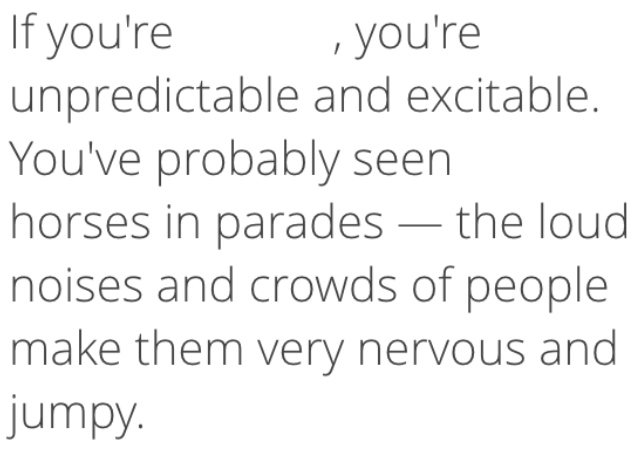 If you're , you're
unpredictable and excitable.
You've probably seen
horses in parades — the loud
noises and crowds of people
make them very nervous and
jumpy.